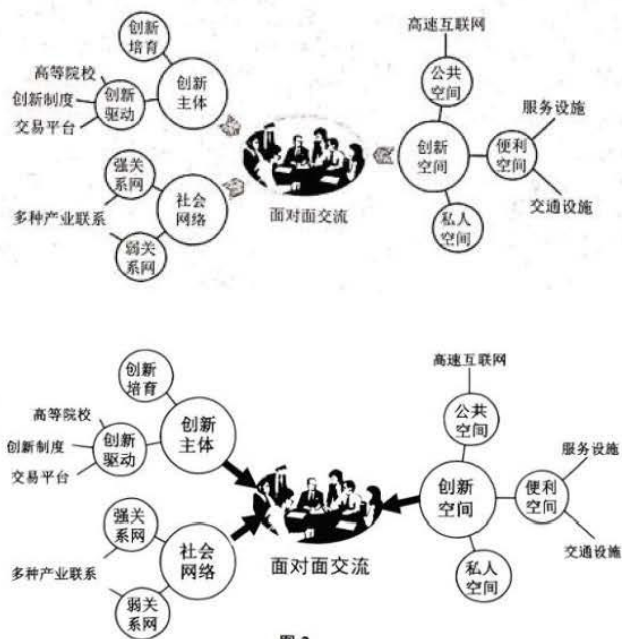 创新
培育
高等院校
创新制度
交易平台
创新
驱动
创新
主体
强关
系网
多种产业联系
弱关
系网
社会
网络
面对面交流
高速互联网
公共
空间
创新
空间
便利
空间
服务设施
交通设施
私人
空间
创新
培育
高等院校
创新制度
交易平台
创新
驱动
创新
主体
强关
系网
多种产业联系
弱关
系网
社会
网络
面对面交流
高速互联网
公共
空间
创新
空间
便利
空间
服务设施
交通设施
私人
空间